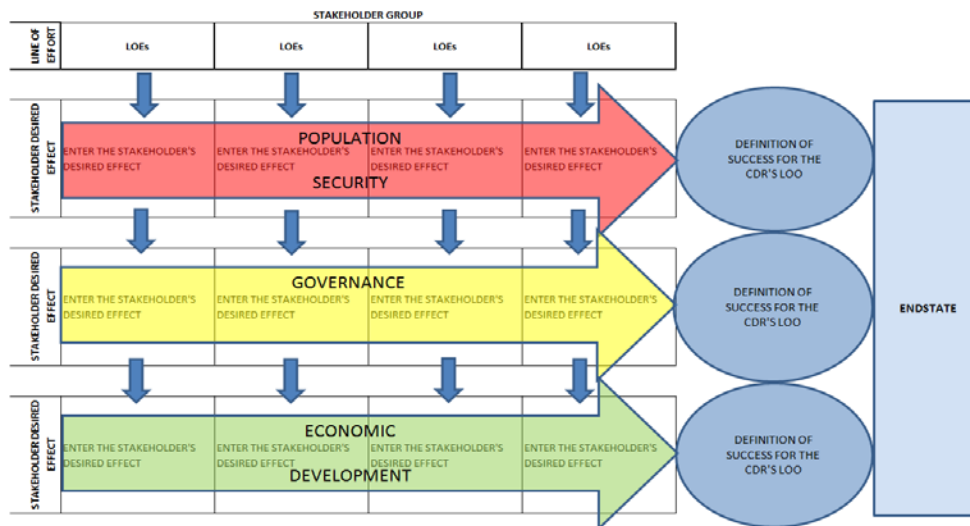 STAKEHOLDER GROUP
LINE OF
EFFORT
LOEs
LOEs
LOEs
LOEs
STAKEHOLDER DESIRED
EFFECT
POPULATION
ENTER THE STAKEHOLDER'S
DESIRED EFFECT
ENTER THE STAKEHOLDER'S
DESIRED EFFECT
ENTER THE STAKEHOLDER'S
DESIRED EFFECT
ENTER THE STAKEHOLDER'S
DESIRED EFFECT
SECURITY
DEFINITION OF
SUCCESS FOR THE
CDR'S LOO
STAKEHOLDER DESIRED
EFFECT
GOVERNANCE
ENTER THE STAKEHOLDER'S
DESIRED EFFECT
ENTER THE STAKEHOLDER'S
DESIRED EFFECT
ENTER THE STAKEHOLDER'S
DESIRED EFFECT
ENTER THE STAKEHOLDER'S
DESIRED EFFECT
DEFINITION OF
SUCCESS FOR THE
CDR'S LOO
ENDSTATE
STAKEHOLDER DESIRED
EFFECT
ECONOMIC
ENTER THE STAKEHOLDER'S
DESIRED EFFECT
ENTER THE STAKEHOLDER'S
DESIRED EFFECT
ENTER THE STAKEHOLDER'S
DESIRED EFFECT
ENTER THE STAKEHOLDER'S
DESIRED EFFECT
DEVELOPMENT
DEFINITION OF
SUCCESS FOR THE
CDR'S LOO